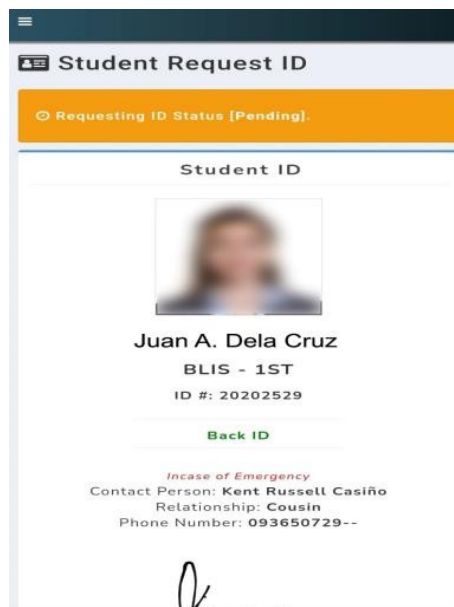 Student Request ID
Requesting ID Status [Pending].
Student ID
Juan A. Dela Cruz
BLIS - 1ST
ID #: 20202529
Back ID
Incase of Emergency
Contact Person: Kent Russell Casiño
Relationship: Cousin
Phone Number: 093650729--